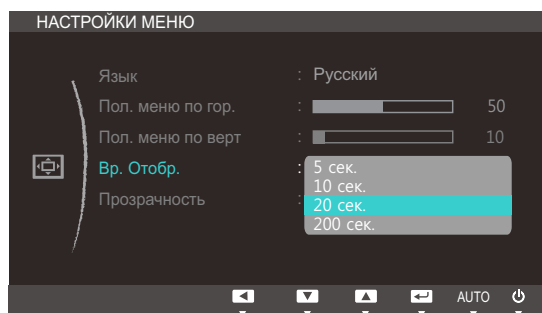 НАСТРОЙКИ МЕНЮ
Язык : Русский
Пол. меню по гор. : 50
Пол. меню по верт : 10
Вр. Отобр. : 5 сек.
10 сек.
Прозрачность : 20 сек.
200 сек.
AUTO